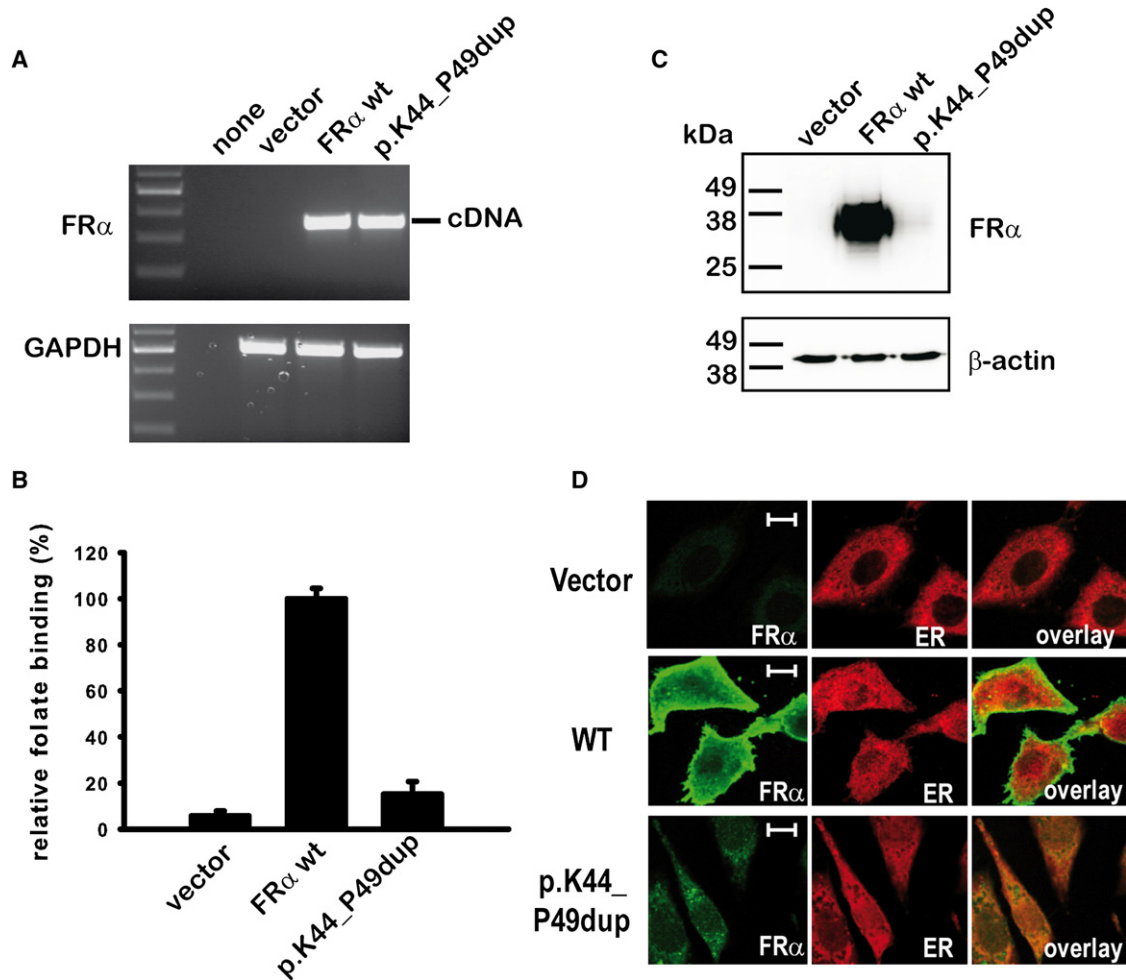 A
none
vector
FRα wt
p.K44_P49dup
FRα
cDNA
GAPDH
B
relative folate binding (%)
120
100
80
60
40
20
0
vector
FRα wt
p.K44_P49dup
C
kDa
vector
FRα wt
p.K44_P49dup
49
38
25
FRα
49
38
β-actin
D
Vector
FRα
ER
overlay
WT
FRα
ER
overlay
p.K44_
P49dup
FRα
ER
overlay